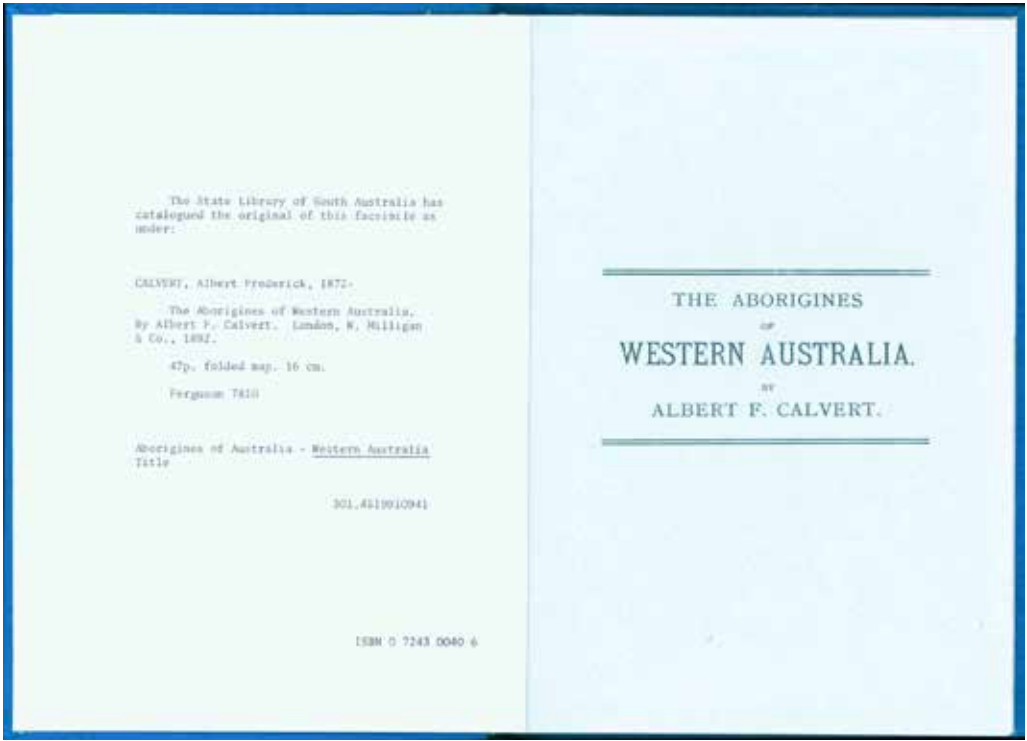 The State Library of South Australia has
catalogued the original of this facsimile as
under:
CALVERT, Albert Frederick, 1872-
The Aborigines of Western Australia,
By Albert F. Calvert. London, W. Milligan
& Co., 1892.
47p. folded map. 16 cm.
Ferguson 7810
Aborigines of Australia - Western Australia
Title
301.4519910941
ISBN 0 7243 0040 6
THE ABORIGINES
OF
WESTERN AUSTRALIA.
BY
ALBERT F. CALVERT.